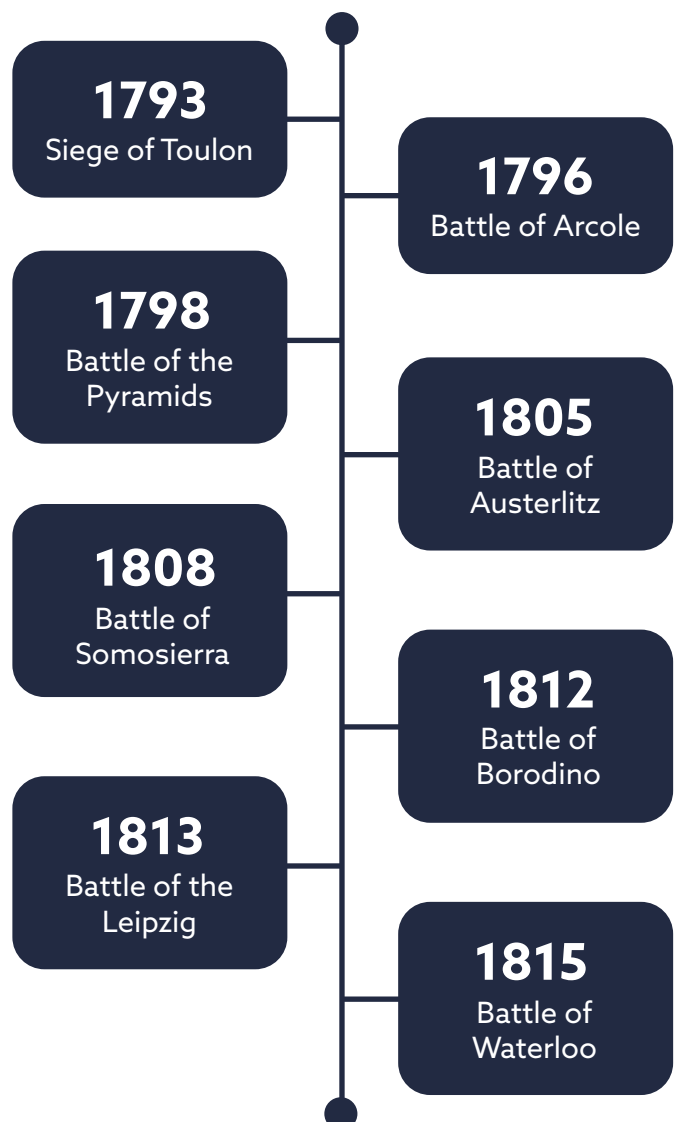 1793
Siege of Toulon
1796
Battle of Arcole
1798
Battle of the
Pyramids
1805
Battle of
Austerlitz
1808
Battle of
Somosierra
1812
Battle of
Borodino
1813
Battle of the
Leipzig
1815
Battle of
Waterloo